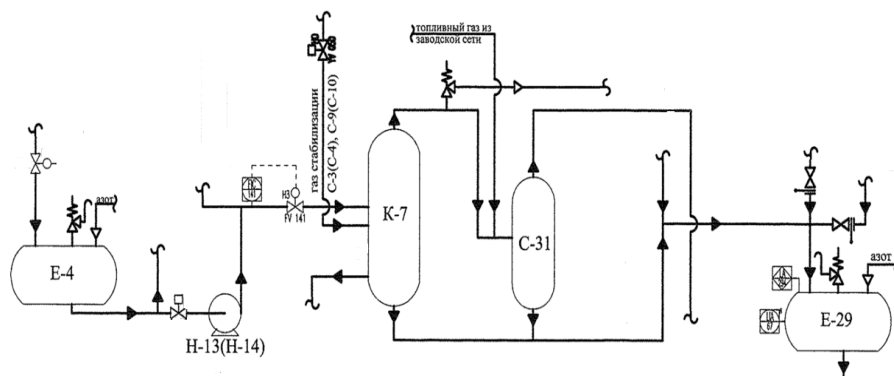 топливный газ из
заводской сети
газ стабилизации
С-3(С-4), С-9(С-10)
азот
Е-4
Н-13(Н-14)
НЗ
FV 141
К-7
С-31
азот
Е-29